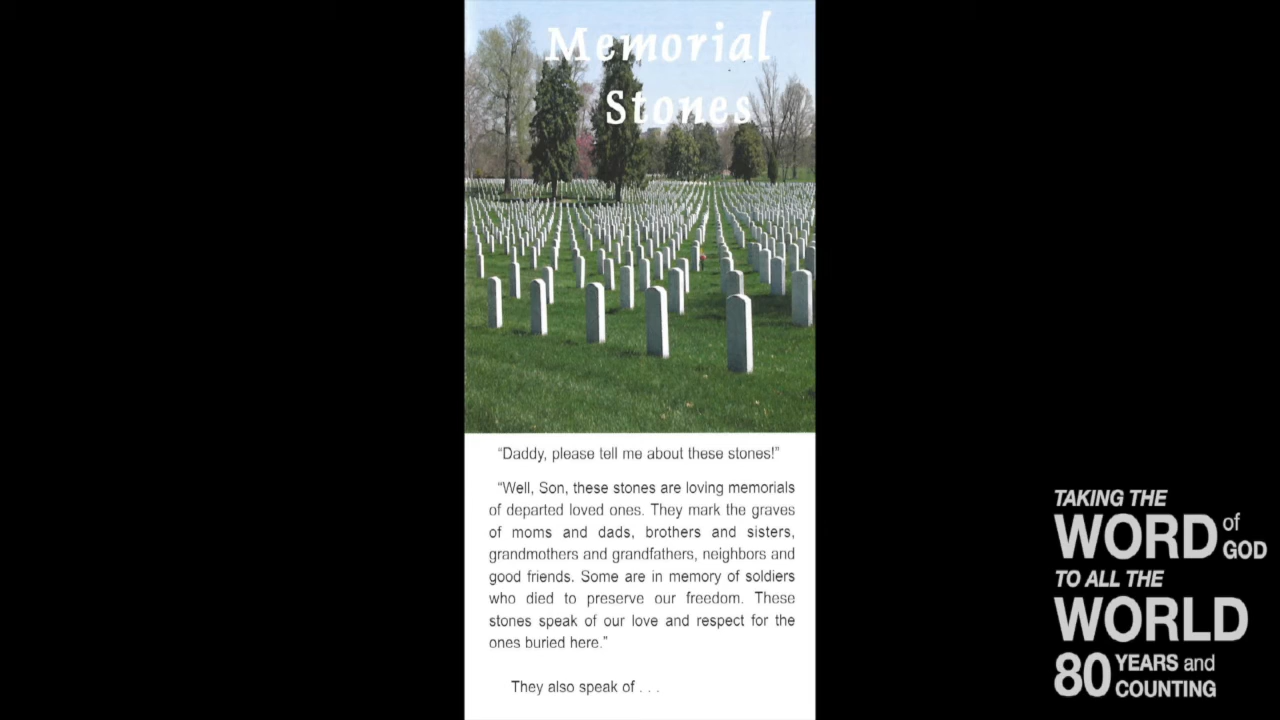 Memorial
Stones
“Daddy, please tell me about these stones!”
“Well, Son, these stones are loving memorials
of departed loved ones. They mark the graves
of moms and dads, brothers and sisters,
grandmothers and grandfathers, neighbors and
good friends. Some are in memory of soldiers
who died to preserve our freedom. These
stones speak of our love and respect for the
ones buried here.”
They also speak of . . .
TAKING THE
WORD of GOD
TO ALL THE
WORLD
80 YEARS and
COUNTING